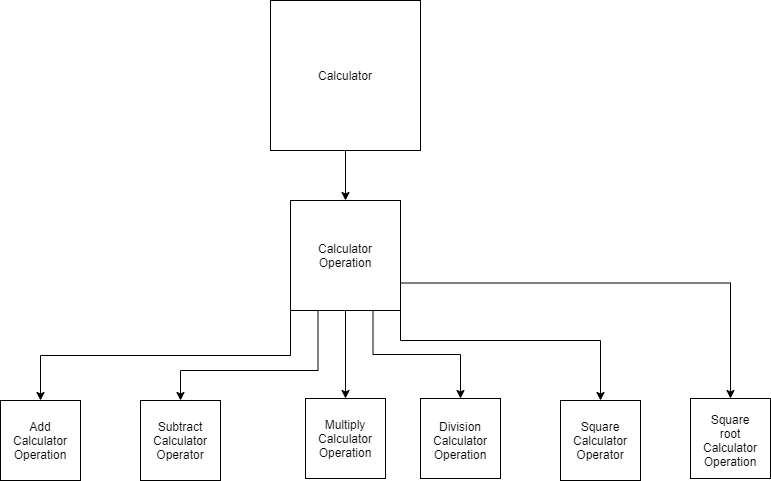 Calculator
Calculator
Operation
Add
Calculator
Operation
Subtract
Calculator
Operator
Multiply
Calculator
Operation
Division
Calculator
Operation
Square
Calculator
Operator
Square
root
Calculator
Operation